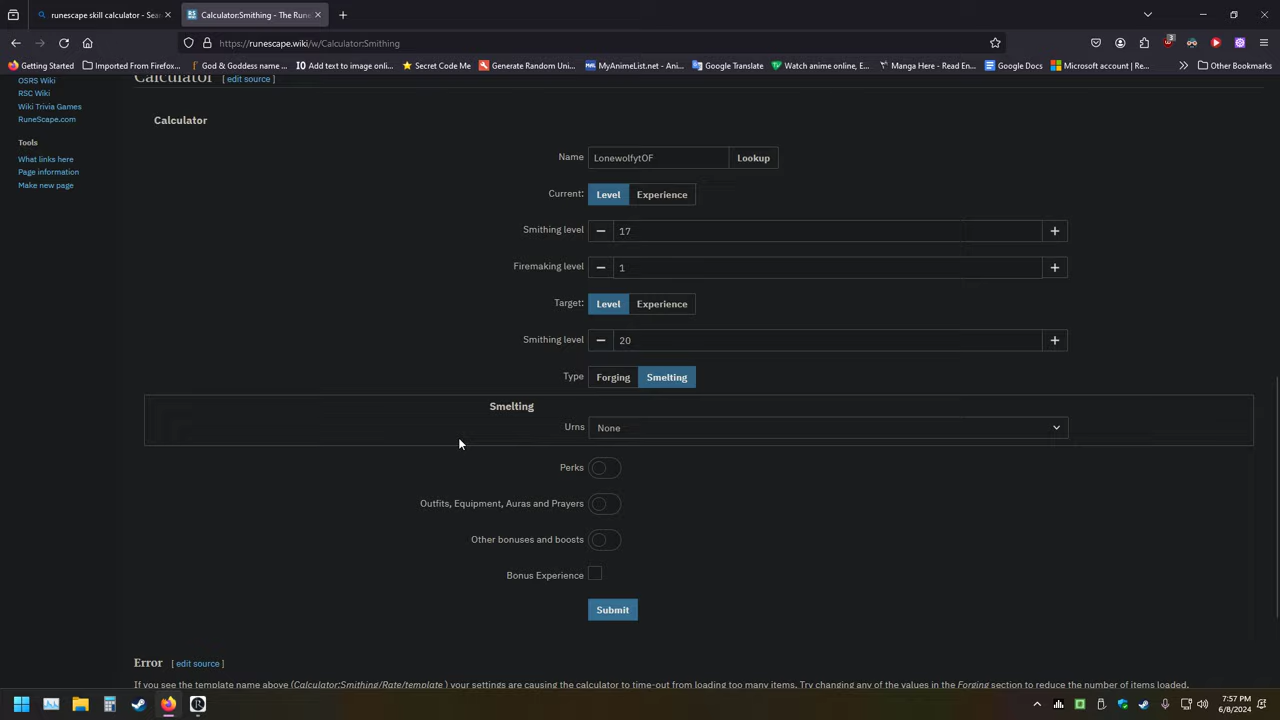 runescape skill calculator - Sea
Calculator:Smithing - The Rune
https://runescape.wiki/w/Calculator:Smithing
Getting Started
Imported From Firefox...
God & Goddess name ...
Add text to image onl...
Secret Code Me
Generate Random Uni...
MyAnimeList.net - Ani...
Google Translate
Watch anime online, E...
Manga Here - Read En...
Google Docs
Microsoft account | Re...
Other Bookmarks
OSRS Wiki
RSC Wiki
Wiki Trivia Games
RuneScape.com
Tools
What links here
Page information
Make new page
Calculator [ edit source ]
Calculator
Name LonewolfytOF Lookup
Current: Level Experience
Smithing level 17
Firemaking level 1
Target: Level Experience
Smithing level 20
Type Forging Smelting
Smelting
Urns None
Perks
Outfits, Equipment, Auras and Prayers
Other bonuses and boosts
Bonus Experience
Submit
Error [ edit source ]
If you see the template name above (Calculator:Smithing/Rate/template ) your settings are causing the calculator to time-out from loading too many items. Try changing any of the values in the Forging section to reduce the number of items loaded.
7:57 PM
6/8/2024